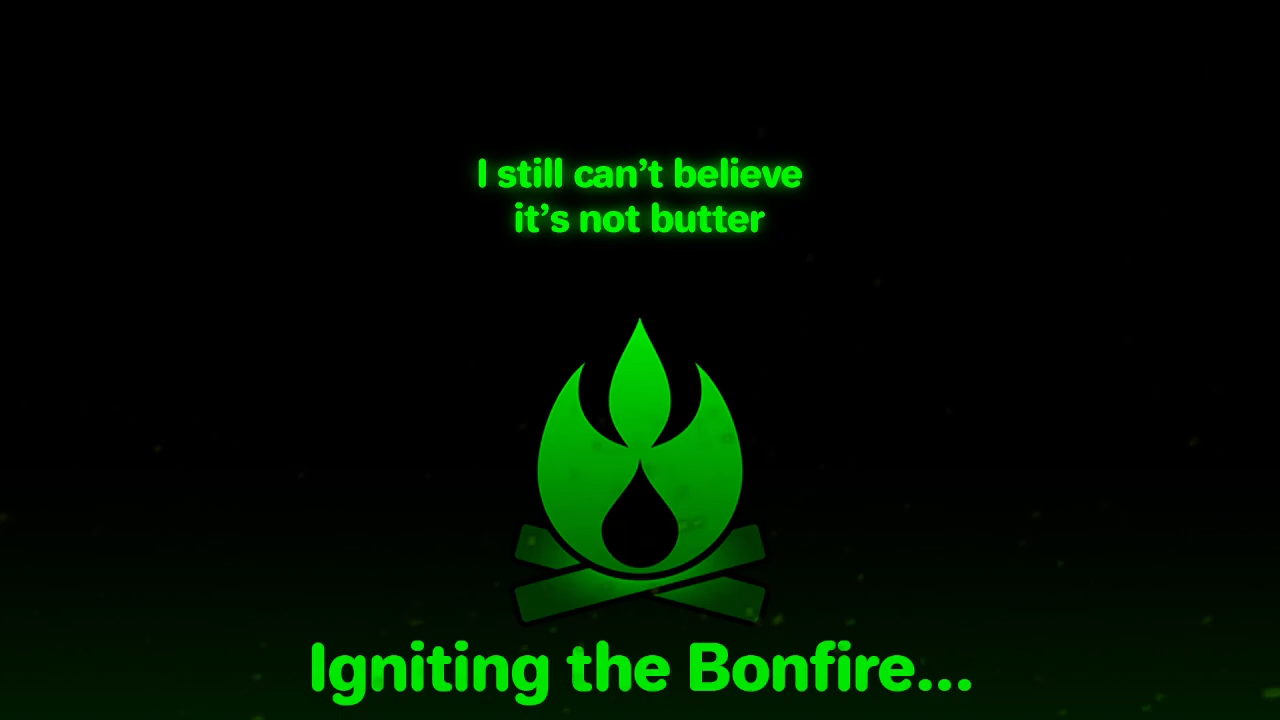 I still can’t believe
it’s not butter
Igniting the Bonfire...